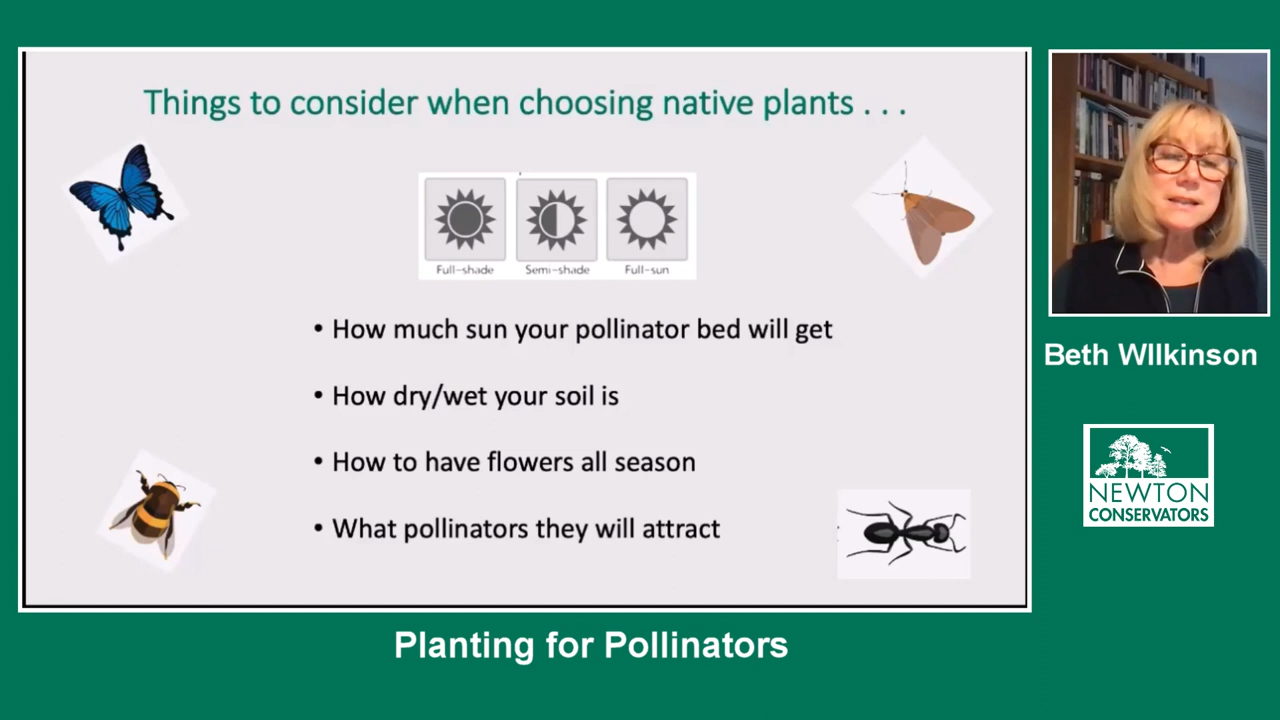 Things to consider when choosing native plants . . .
Full-shade Semi-shade Full-sun
• How much sun your pollinator bed will get
• How dry/wet your soil is
• How to have flowers all season
• What pollinators they will attract
Beth WIlkinson
NEWTON
CONSERVATORS
Planting for Pollinators